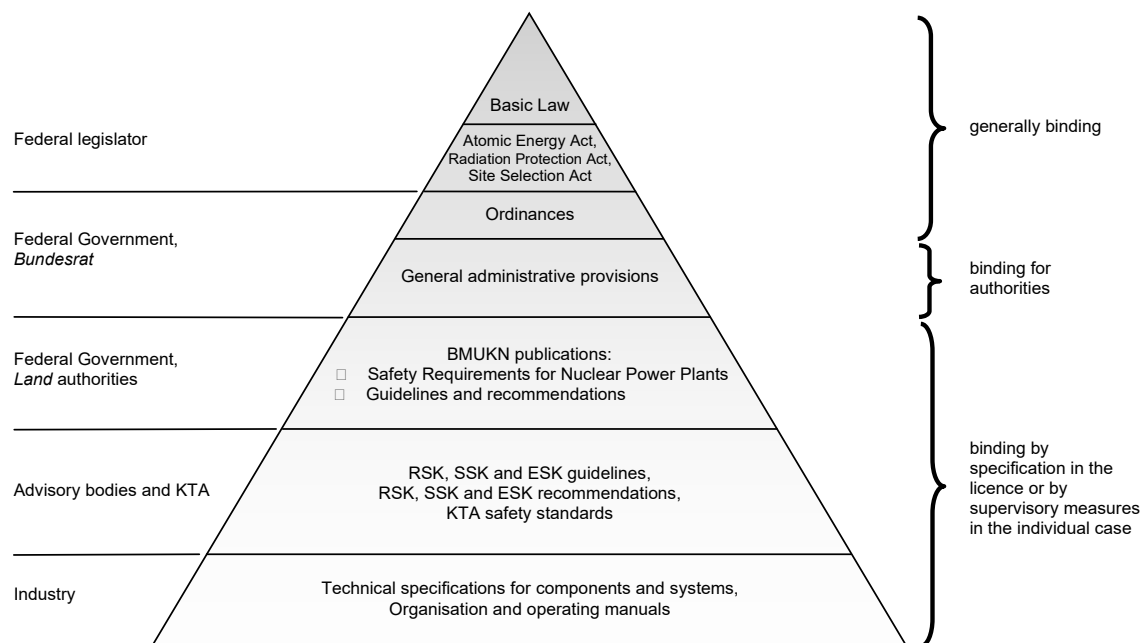 Basic Law
Federal legislator
Atomic Energy Act,
Radiation Protection Act,
Site Selection Act
generally binding
Ordinances
Federal Government,
Bundesrat
General administrative provisions
binding for
authorities
Federal Government,
Land authorities
BMUKN publications:
Safety Requirements for Nuclear Power Plants
Guidelines and recommendations
Advisory bodies and KTA
RSK, SSK and ESK guidelines,
RSK, SSK and ESK recommendations,
KTA safety standards
binding by
specification in the
licence or by
supervisory measures
in the individual case
Industry
Technical specifications for components and systems,
Organisation and operating manuals